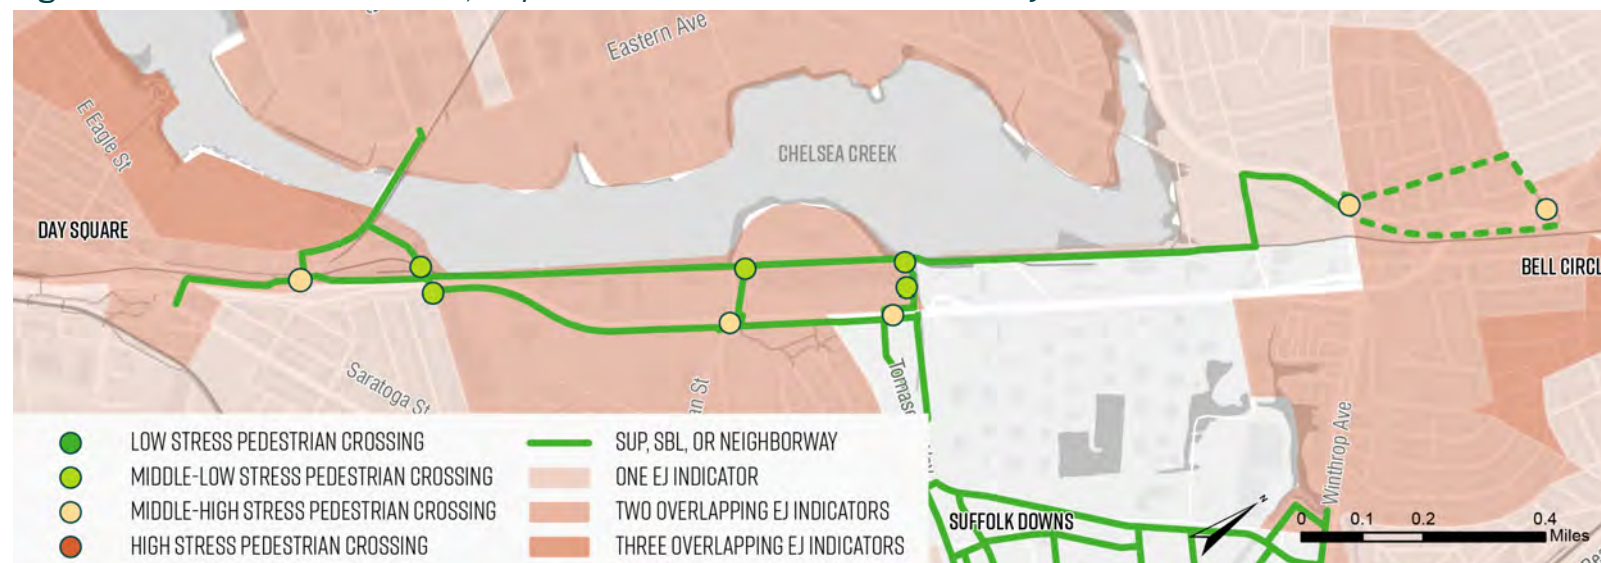 Eastern Ave
E Eagle St
CHELSEA CREEK
DAY SQUARE
BELL CIRCL
Saratoga St
an St
Tomasc
Winthrop Ave
SUFFOLK DOWNS
N
0 0.1 0.2 0.4
Miles
LOW STRESS PEDESTRIAN CROSSING
MIDDLE-LOW STRESS PEDESTRIAN CROSSING
MIDDLE-HIGH STRESS PEDESTRIAN CROSSING
HIGH STRESS PEDESTRIAN CROSSING
SUP, SBL, OR NEIGHBORWAY
ONE EJ INDICATOR
TWO OVERLAPPING EJ INDICATORS
THREE OVERLAPPING EJ INDICATORS